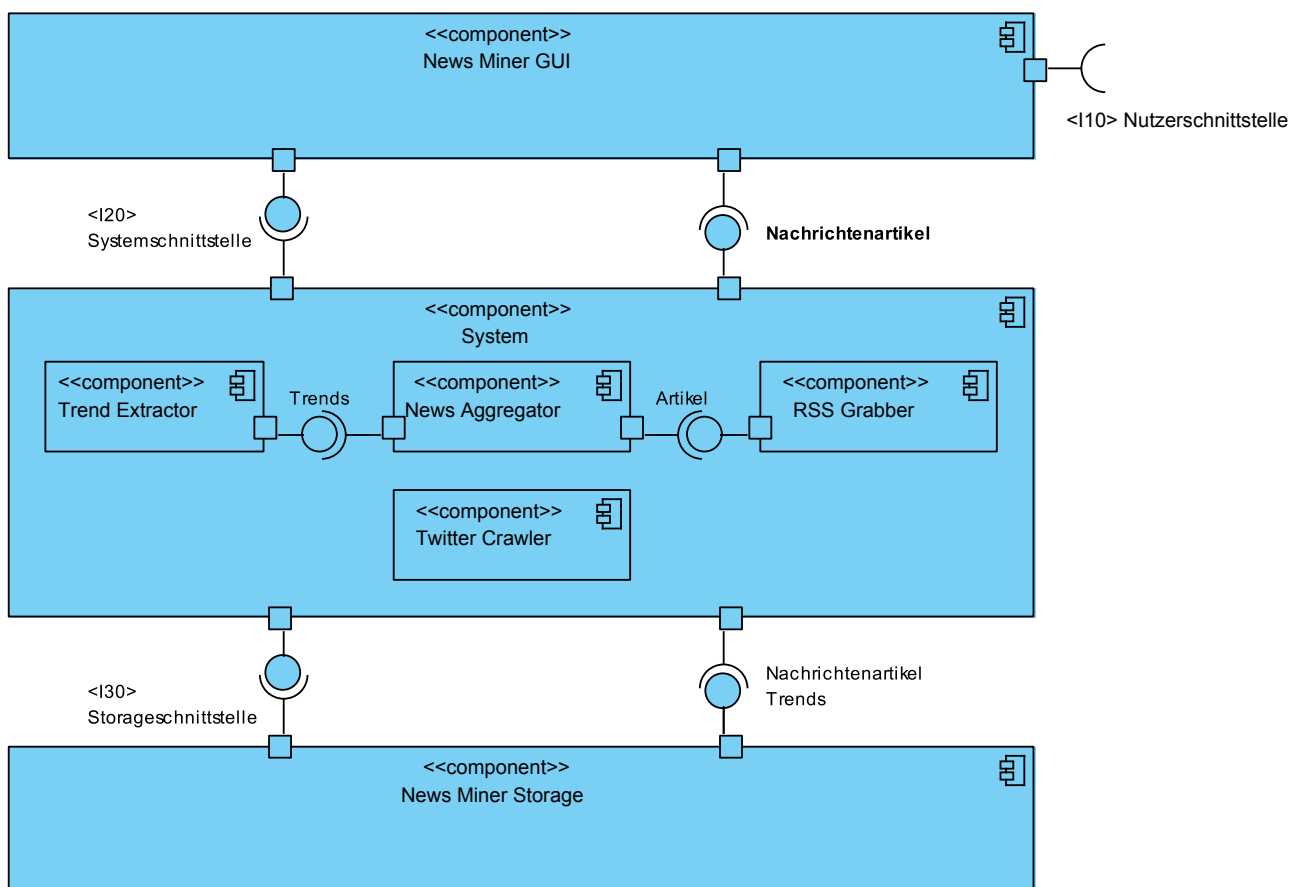 <<component>>
News Miner GUI
<I10> Nutzerschnittstelle
<I20>
Systemschnittstelle
Nachrichtenartikel
<<component>>
System
<<component>>
Trend Extractor
Trends
<<component>>
News Aggregator
Artikel
<<component>>
RSS Grabber
<<component>>
Twitter Crawler
<I30>
Storageschnittstelle
Nachrichtenartikel
Trends
<<component>>
News Miner Storage